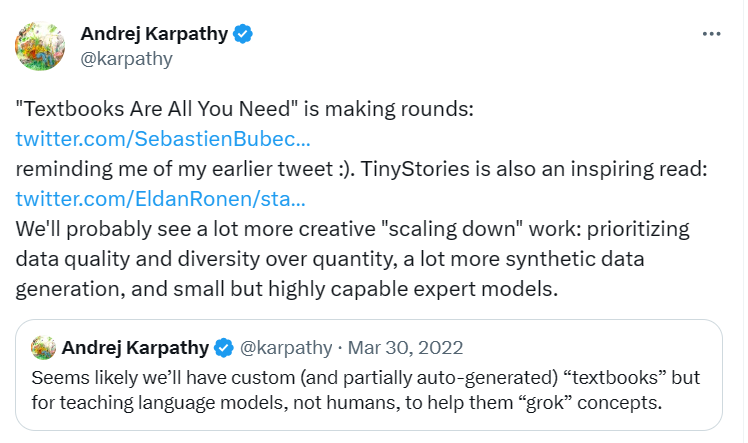 Andrej Karpathy
@karpathy
"Textbooks Are All You Need" is making rounds:
twitter.com/SebastienBubec...
reminding me of my earlier tweet :). TinyStories is also an inspiring read:
twitter.com/EldanRonen/sta...
We'll probably see a lot more creative "scaling down" work: prioritizing
data quality and diversity over quantity, a lot more synthetic data
generation, and small but highly capable expert models.
Andrej Karpathy @karpathy · Mar 30, 2022
Seems likely we’ll have custom (and partially auto-generated) “textbooks” but
for teaching language models, not humans, to help them “grok” concepts.